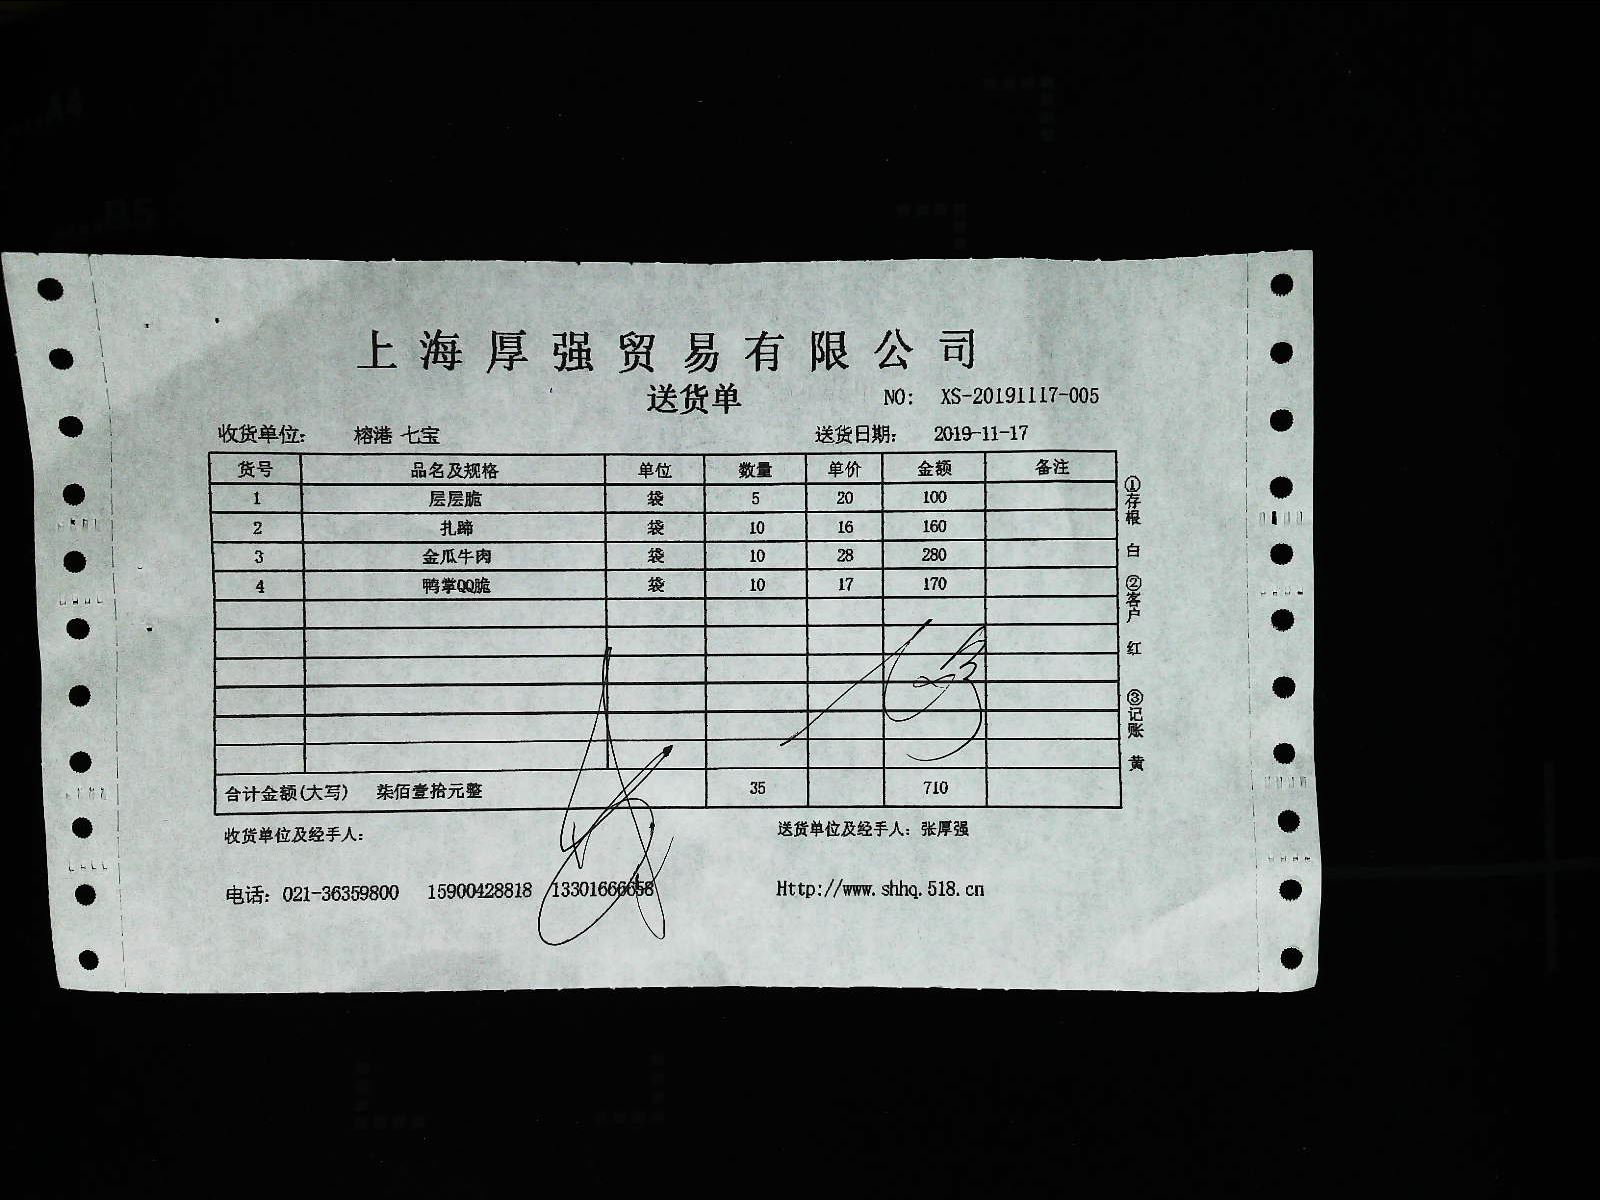 上海厚强贸易有限公司
送货单 NO: XS-20191117-005
收货单位: 榕港 七宝 送货日期: 2019-11-17
货号 品名及规格 单位 数量 单价 金额 备注
1 层层脆 袋 5 20 100
2 扎蹄 袋 10 16 160
3 金瓜牛肉 袋 10 28 280
4 鸭掌QQ脆 袋 10 17 170
合计金额(大写) 柒佰壹拾元整 35 710
收货单位及经手人: 送货单位及经手人: 张厚强
电话: 021-36359800 15900428818 13301666658 Http://www.shhq.518.cn
①存根 白 ②客户 红 ③记账 黄